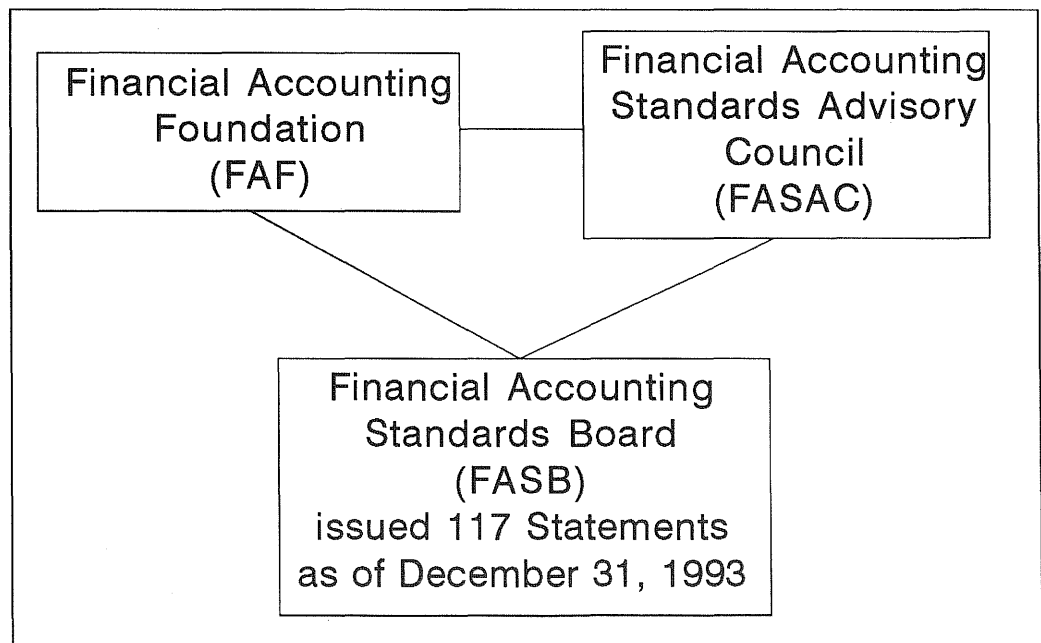 Financial Accounting
Foundation
(FAF)
Financial Accounting
Standards Advisory
Council
(FASAC)
Financial Accounting
Standards Board
(FASB)
issued 117 Statements
as of December 31, 1993